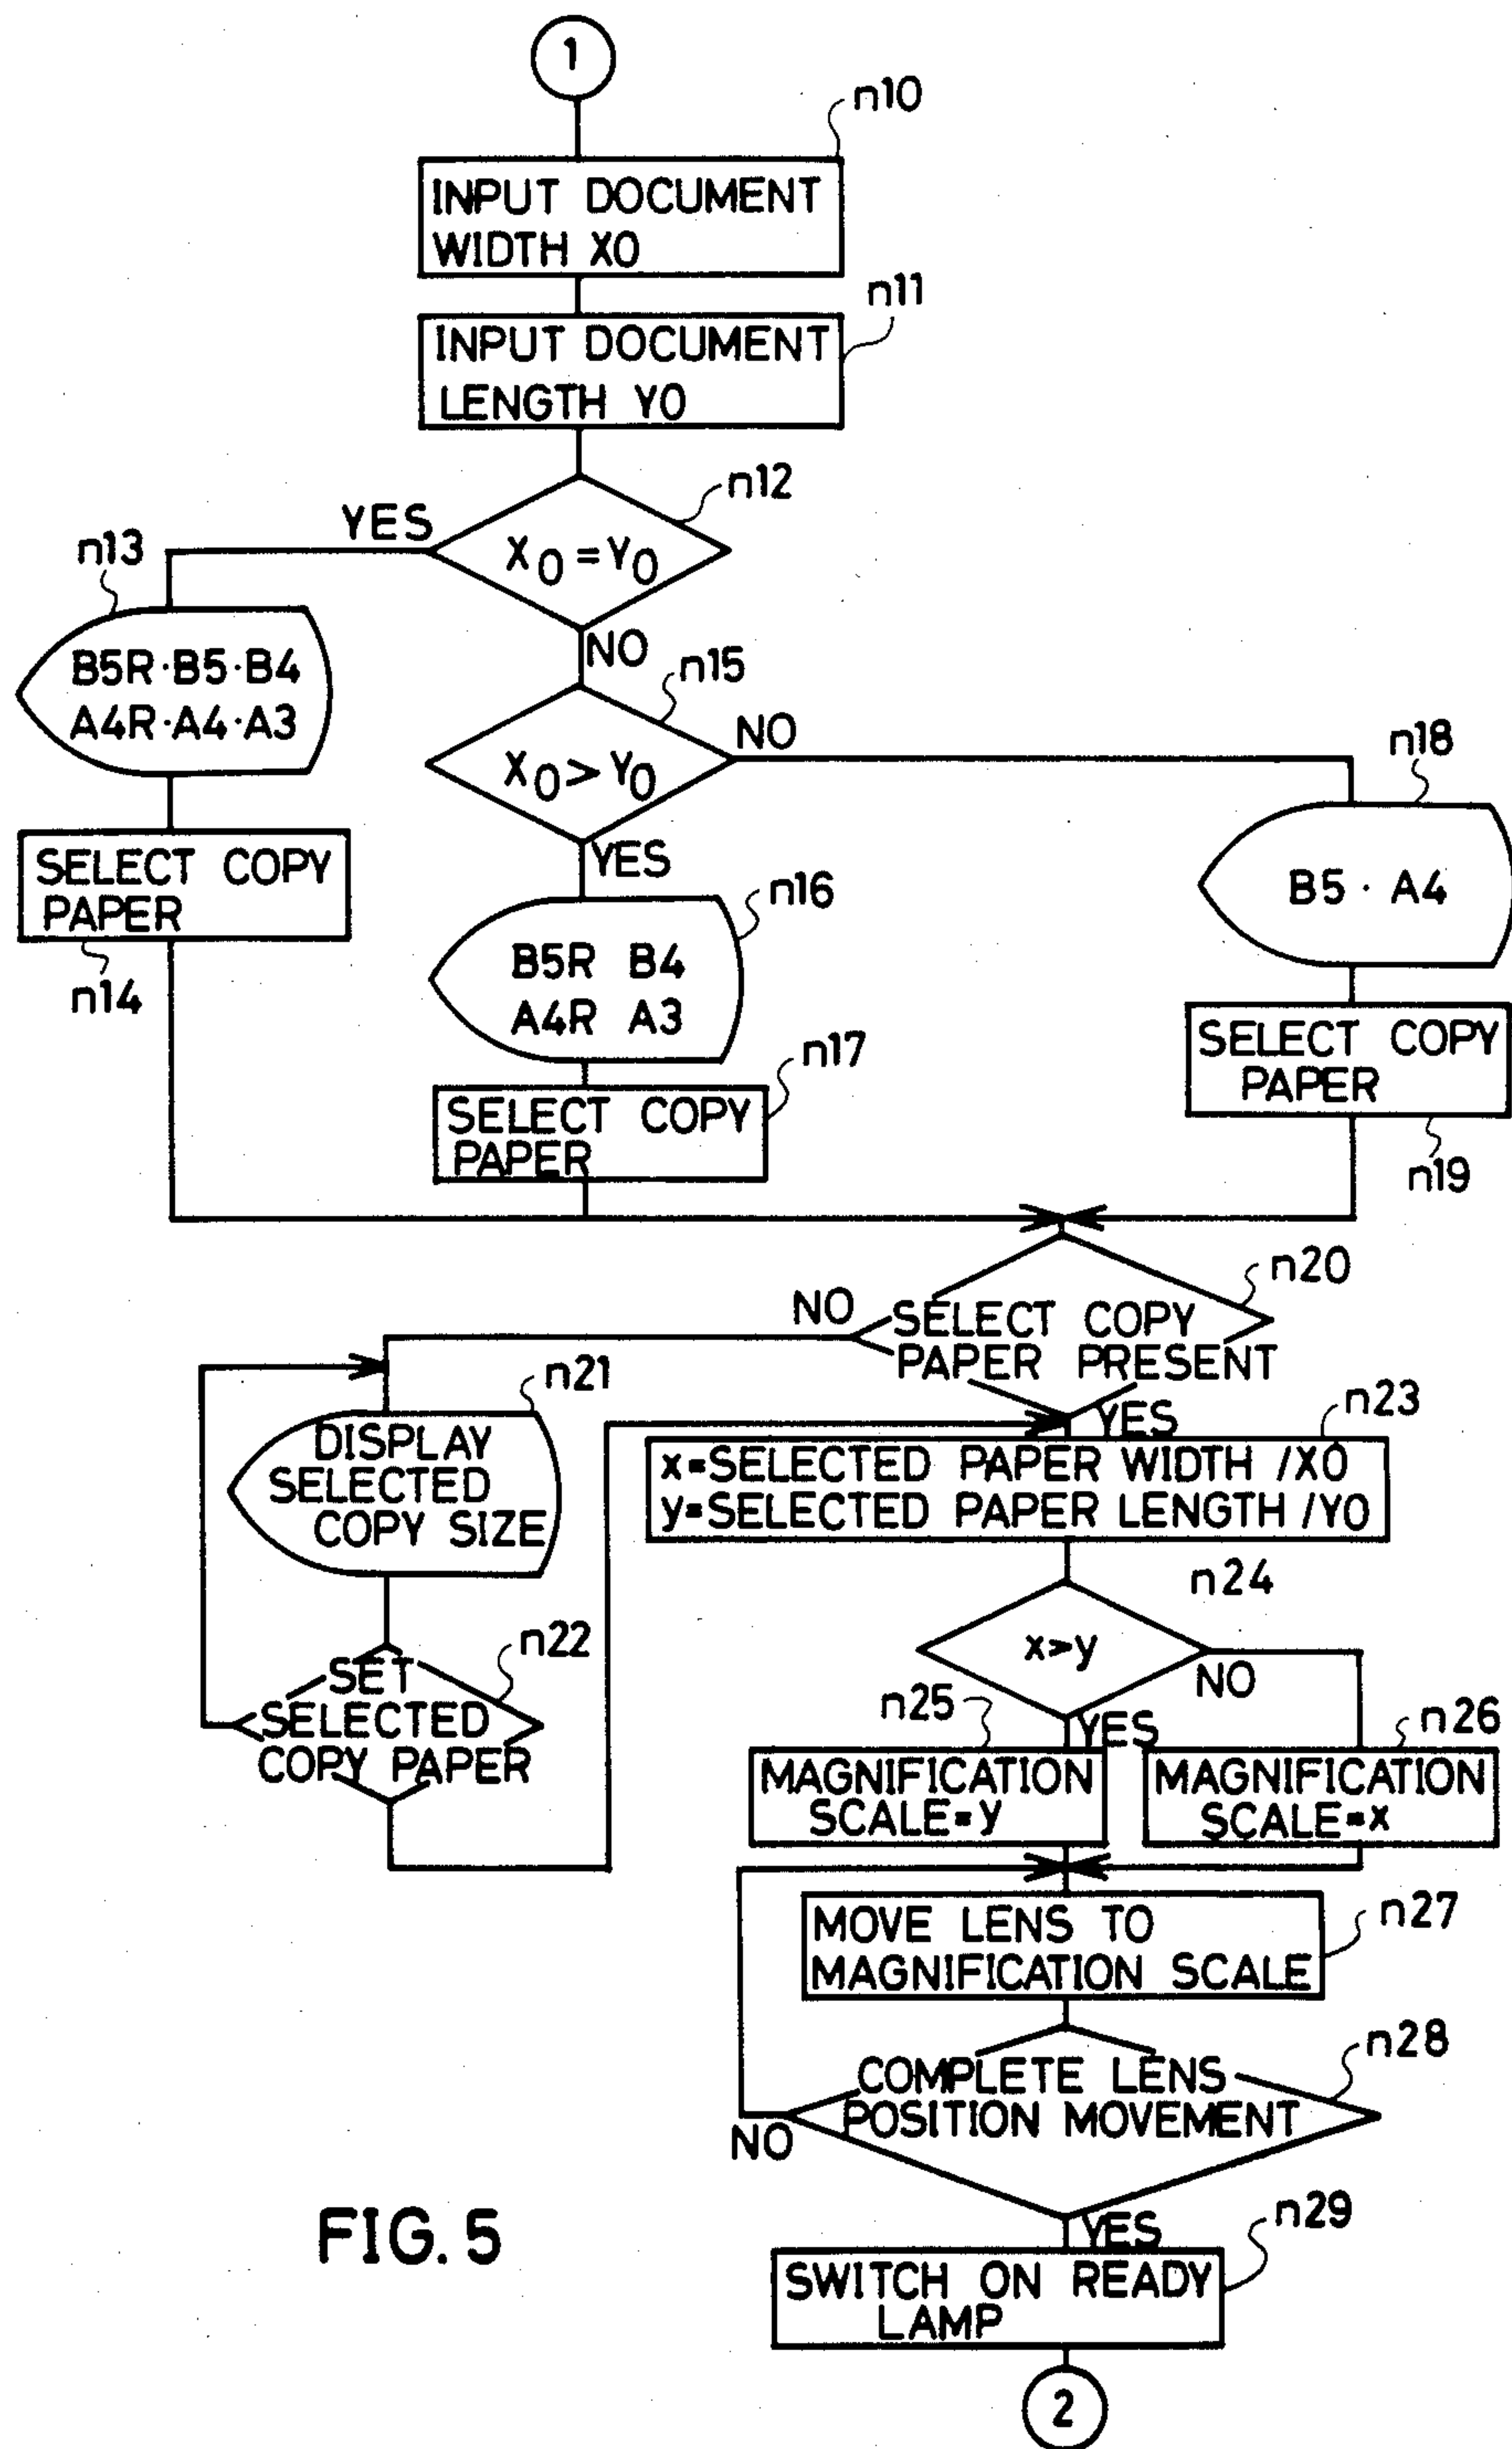 1
n10
INPUT DOCUMENT
WIDTH X0
n11
INPUT DOCUMENT
LENGTH Y0
n12
YES
X0=Y0
n13
B5R·B5·B4
A4R·A4·A3
NO
n15
NO
X0>Y0
n18
B5 · A4
SELECT COPY
PAPER
n14
YES
n16
B5R B4
A4R A3
n17
SELECT COPY
PAPER
SELECT COPY
PAPER
n19
n20
NO
SELECT COPY
PAPER PRESENT
n21
DISPLAY
SELECTED
COPY SIZE
YES
n23
x=SELECTED PAPER WIDTH /X0
y=SELECTED PAPER LENGTH /Y0
n22
SET
SELECTED
COPY PAPER
n24
x>y
NO
n25
YES
n26
MAGNIFICATION
SCALE=y
MAGNIFICATION
SCALE=x
n27
MOVE LENS TO
MAGNIFICATION SCALE
n28
COMPLETE LENS
POSITION MOVEMENT
NO
YES
n29
SWITCH ON READY
LAMP
2
FIG. 5